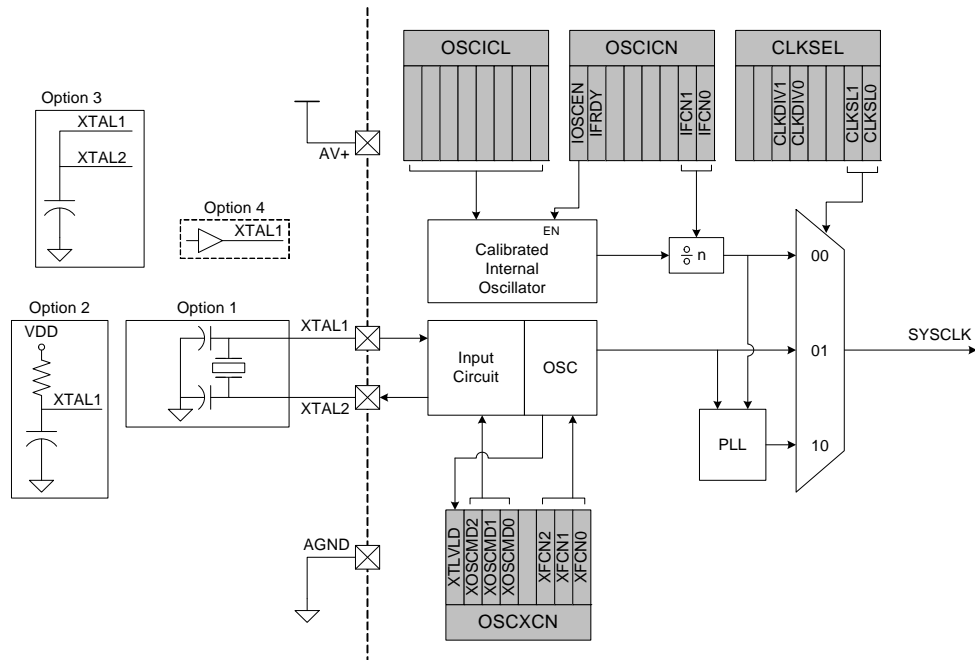 OSCICL
OSCICN
CLKSEL
IOSCEN
IFRDY
IFCN1
IFCN0
CLKDIV1
CLKDIV0
CLKSL1
CLKSL0
Option 3
XTAL1
XTAL2
AV+
Option 4
XTAL1
EN
Calibrated
Internal
Oscillator
n
00
Option 2
VDD
XTAL1
Option 1
XTAL1
XTAL2
Input
Circuit
OSC
01
SYSCLK
PLL
10
AGND
XTLVLD
XOSCMD2
XOSCMD1
XOSCMD0
XFCN2
XFCN1
XFCN0
OSCXCN